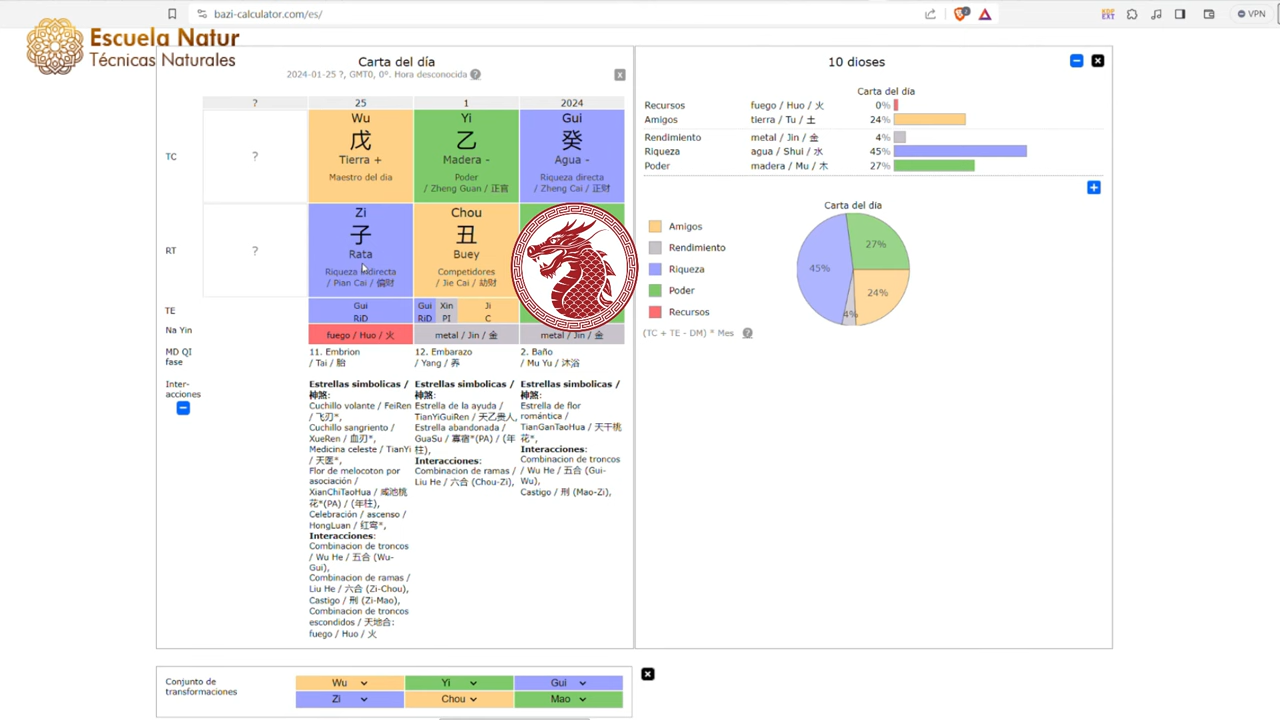 bazi-calculator.com/es/
VPN
Escuela Natur
Técnicas Naturales
Carta del día
2024-01-25 ?, GMT0, 0°. Hora desconocida ?
x
? 25 1 2024
TC
?
Wu
戊
Tierra +
Maestro del dia
Yi
乙
Madera -
Poder
/ Zheng Guan / 正官
Gui
癸
Agua -
Riqueza directa
/ Zheng Cai / 正财
RT
?
Zi
子
Rata
Riqueza indirecta
/ Pian Cai / 偏财
Chou
丑
Buey
Competidores
/ Jie Cai / 劫财
TE
Gui
RiD
Gui Xin Ji
RiD PI C
Na Yin
fuego / Huo / 火
metal / Jin / 金
metal / Jin / 金
MD QI
fase
11. Embrion
/ Tai / 胎
12. Embarazo
/ Yang / 养
2. Baño
/ Mu Yu / 沐浴
Inter-
acciones
Estrellas simbolicas /
神煞:
Cuchillo volante / FeiRen
/ 飞刃*,
Cuchillo sangriento /
XueRen / 血刃*,
Medicina celeste / TianYi
/ 天医*,
Flor de melocoton por
asociación /
XianChiTaoHua / 咸池桃
花*(PA) / (年柱),
Celebración / ascenso /
HongLuan / 红鸾*,
Interacciones:
Combinacion de troncos
/ Wu He / 五合 (Wu-
Gui),
Combinacion de ramas /
Liu He / 六合 (Zi-Chou),
Castigo / 刑 (Zi-Mao),
Combinacion de troncos
escondidos / 天地合:
fuego / Huo / 火
Estrellas simbolicas /
神煞:
Estrella de la ayuda /
TianYiGuiRen / 天乙贵人,
Estrella abandonada /
GuaSu / 寡宿*(PA) / (年
柱),
Interacciones:
Combinacion de ramas /
Liu He / 六合 (Chou-Zi),
Estrellas simbolicas /
神煞:
Estrella de flor
romántica /
TianGanTaoHua / 天干桃
花*,
Interacciones:
Combinacion de troncos
/ Wu He / 五合 (Gui-
Wu),
Castigo / 刑 (Mao-Zi),
10 dioses
Carta del día
Recursos fuego / Huo / 火 0%
Amigos tierra / Tu / 土 24%
Rendimiento metal / Jin / 金 4%
Riqueza agua / Shui / 水 45%
Poder madera / Mu / 木 27%
Carta del día
Amigos
Rendimiento
Riqueza
Poder
Recursos
27%
45%
24%
4%
(TC + TE - DM) * Mes ?
Conjunto de
transformaciones
Wu Yi Gui
Zi Chou Mao